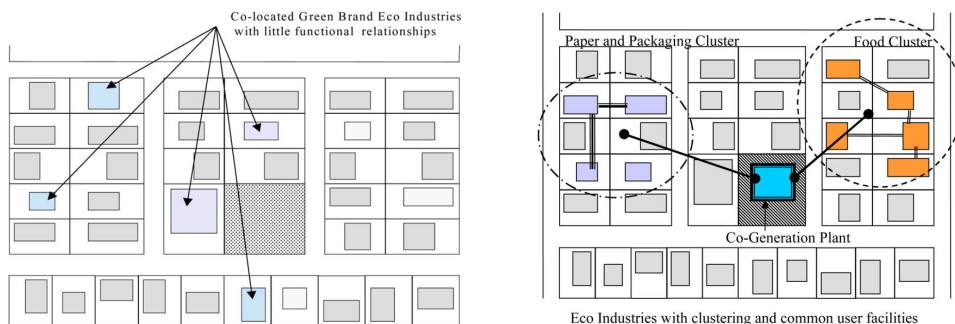 Co-located Green Brand Eco Industries
with little functional relationships
Paper and Packaging Cluster
Food Cluster
Co-Generation Plant
Eco Industries with clustering and common user facilities